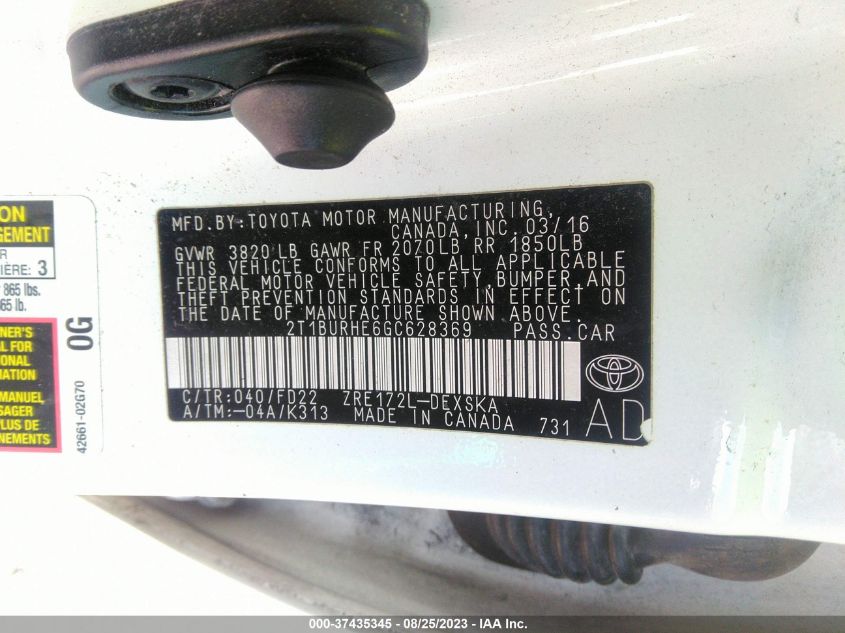 MFD.BY:TOYOTA MOTOR MANUFACTURING,
CANADA,INC. 03/16
GVWR 3820 LB GAWR FR 2070LB RR 1850LB
THIS VEHICLE CONFORMS TO ALL APPLICABLE
FEDERAL MOTOR VEHICLE SAFETY,BUMPER,AND
THEFT PREVENTION STANDARDS IN EFFECT ON
THE DATE OF MANUFACTURE SHOWN ABOVE.
2T1BURHE6GC628369 PASS.CAR
C/TR:040/FD22 ZRE172L-DEXSKA
A/TM:-04A/K313 MADE IN CANADA 731
AD
ON
GEMENT
R
IÈRE: 3
865 lbs.
65 lb.
NER'S
AL FOR
IONAL
MATION
MANUEL
SAGER
PLUS DE
NEMENTS.
0G
42661-02G70
000-37435345 - 08/25/2023 - IAA Inc.